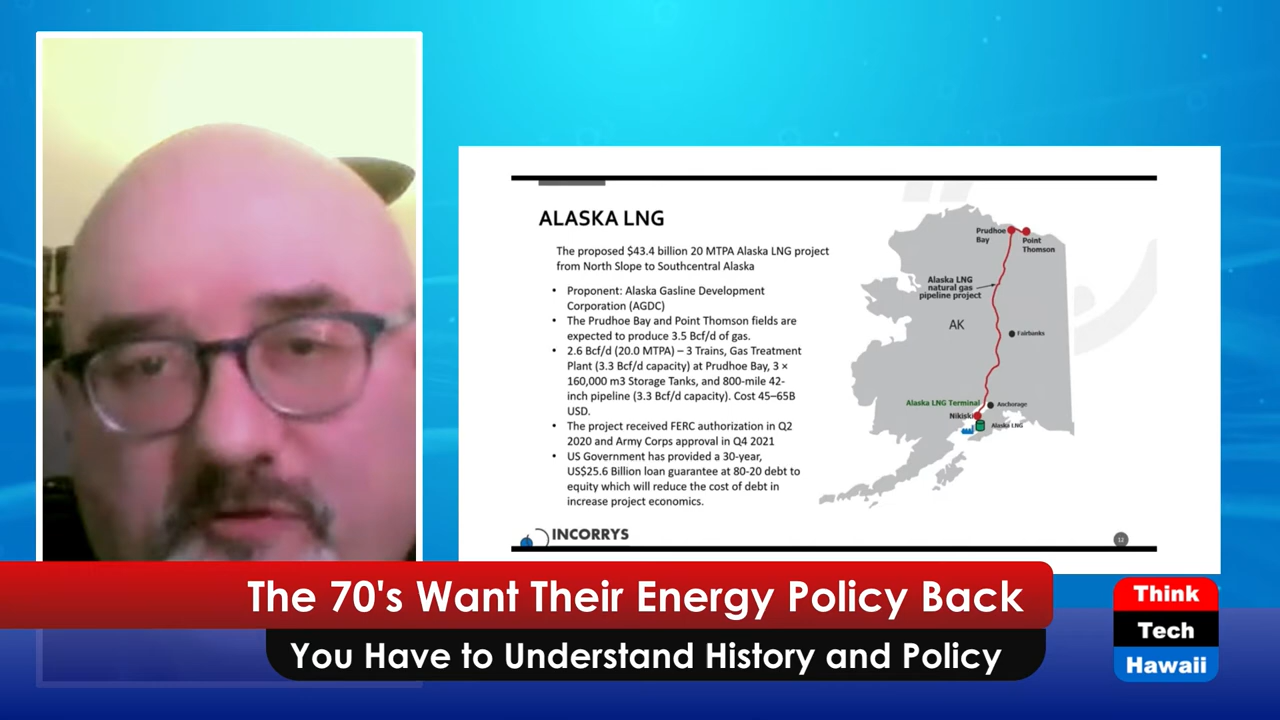 ALASKA LNG
The proposed $43.4 billion 20 MTPA Alaska LNG project
from North Slope to Southcentral Alaska
• Proponent: Alaska Gasline Development
Corporation (AGDC)
• The Prudhoe Bay and Point Thomson fields are
expected to produce 3.5 Bcf/d of gas.
• 2.6 Bcf/d (20.0 MTPA) – 3 Trains, Gas Treatment
Plant (3.3 Bcf/d capacity) at Prudhoe Bay, 3 ×
160,000 m3 Storage Tanks, and 800-mile 42-
inch pipeline (3.3 Bcf/d capacity). Cost 45–65B
USD.
• The project received FERC authorization in Q2
2020 and Army Corps approval in Q4 2021
• US Government has provided a 30-year,
US$25.6 Billion loan guarantee at 80-20 debt to
equity which will reduce the cost of debt in
increase project economics.
Prudhoe
Bay
Point
Thomson
Alaska LNG
natural gas
pipeline project
AK
Fairbanks
Alaska LNG Terminal
Anchorage
Nikiski
Alaska LNG
INCORRYS
12
The 70's Want Their Energy Policy Back
You Have to Understand History and Policy
Think
Tech
Hawaii